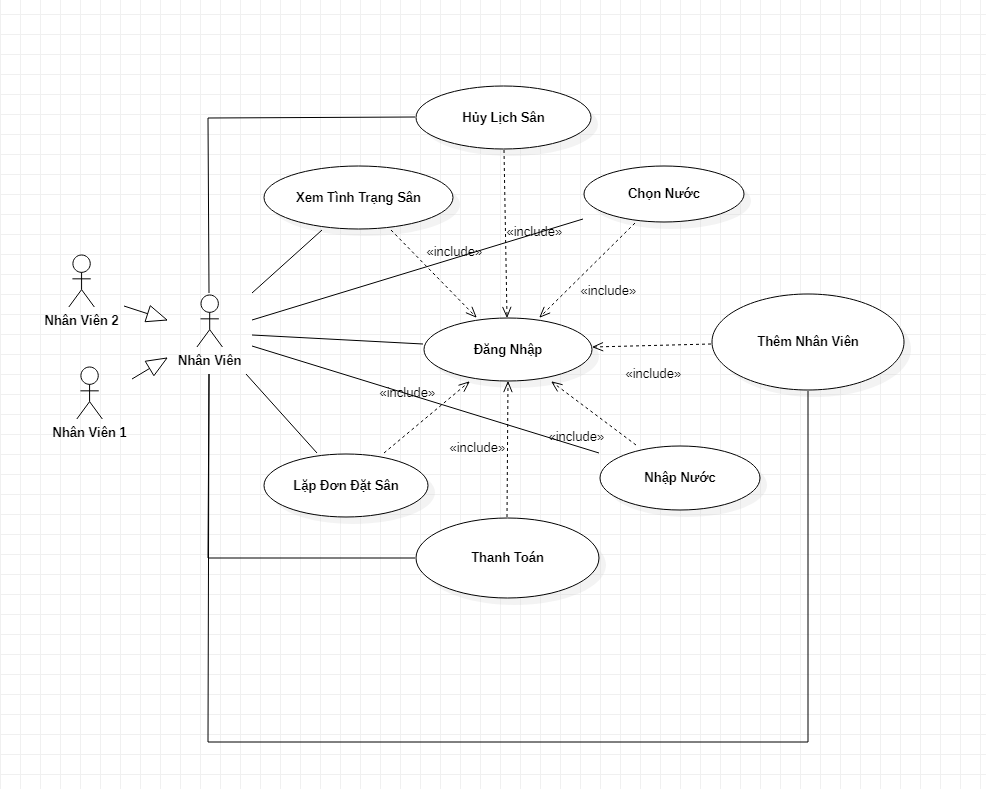 Hủy Lịch Sân
Xem Tình Trạng Sân
Chọn Nước
«include»
«include»
«include»
Nhân Viên 2
Nhân Viên
Đăng Nhập
Thêm Nhân Viên
«include»
Nhân Viên 1
«include»
«include»
«include»
Lặp Đơn Đặt Sân
Nhập Nước
Thanh Toán